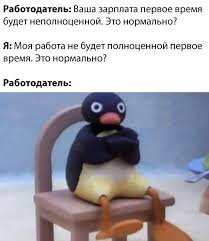 Работодатель: Ваша зарплата первое время
будет неполноценной. Это нормально?
Я: Моя работа не будет полноценной первое
время. Это нормально?
Работодатель: